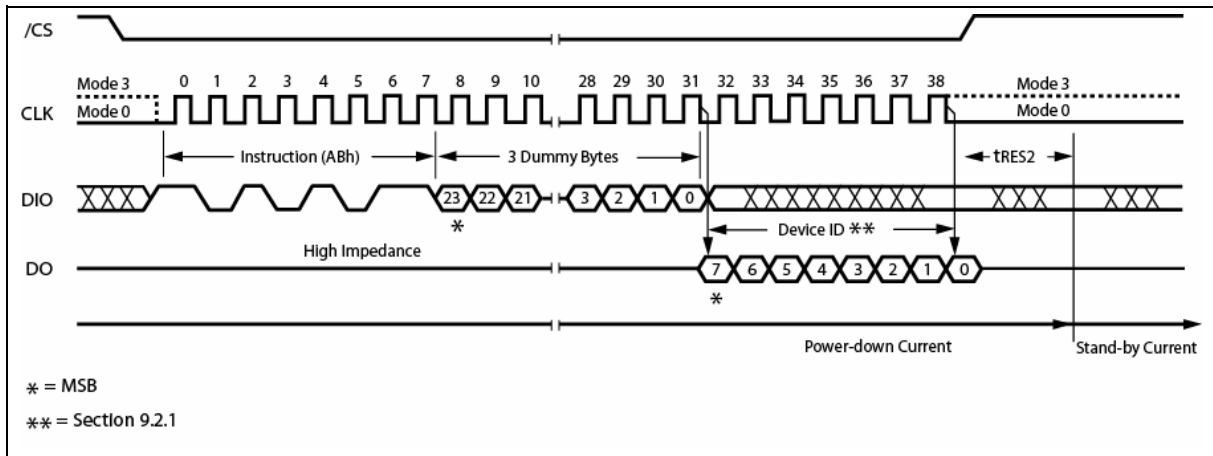 /CS
Mode 3 0 1 2 3 4 5 6 7 8 9 10 28 29 30 31 32 33 34 35 36 37 38 Mode 3
CLK Mode 0 Mode 0
Instruction (ABh) 3 Dummy Bytes tRES2
DIO 23 22 21 3 2 1 0
* Device ID **
High Impedance
DO 7 6 5 4 3 2 1 0
*
Power-down Current Stand-by Current
* = MSB
** = Section 9.2.1